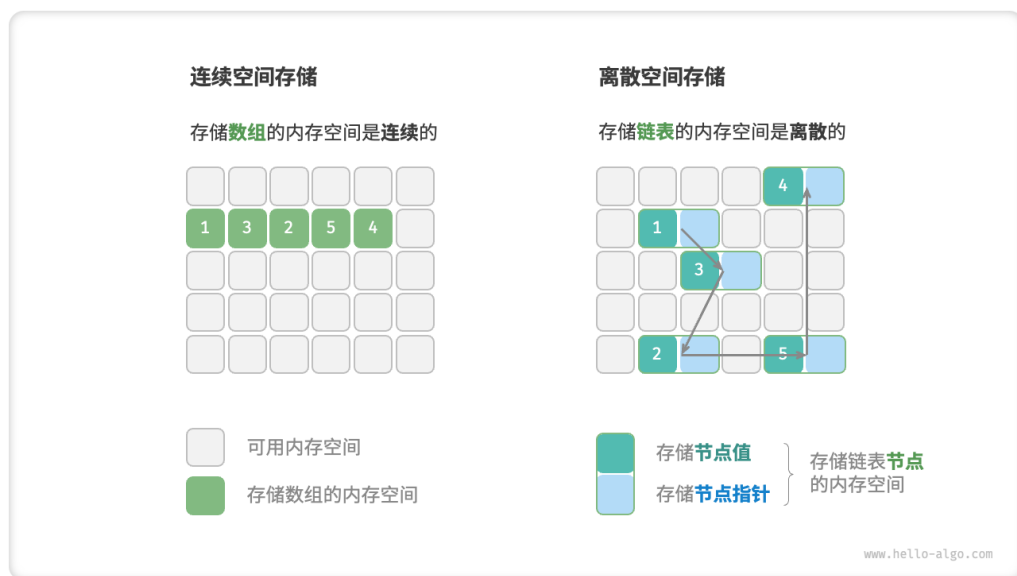 连续空间存储
存储数组的内存空间是连续的
1 3 2 5 4
可用内存空间
存储数组的内存空间
离散空间存储
存储链表的内存空间是离散的
4
1
3
2 5
存储节点值
存储节点指针
存储链表节点
的内存空间
www.hello-algo.com